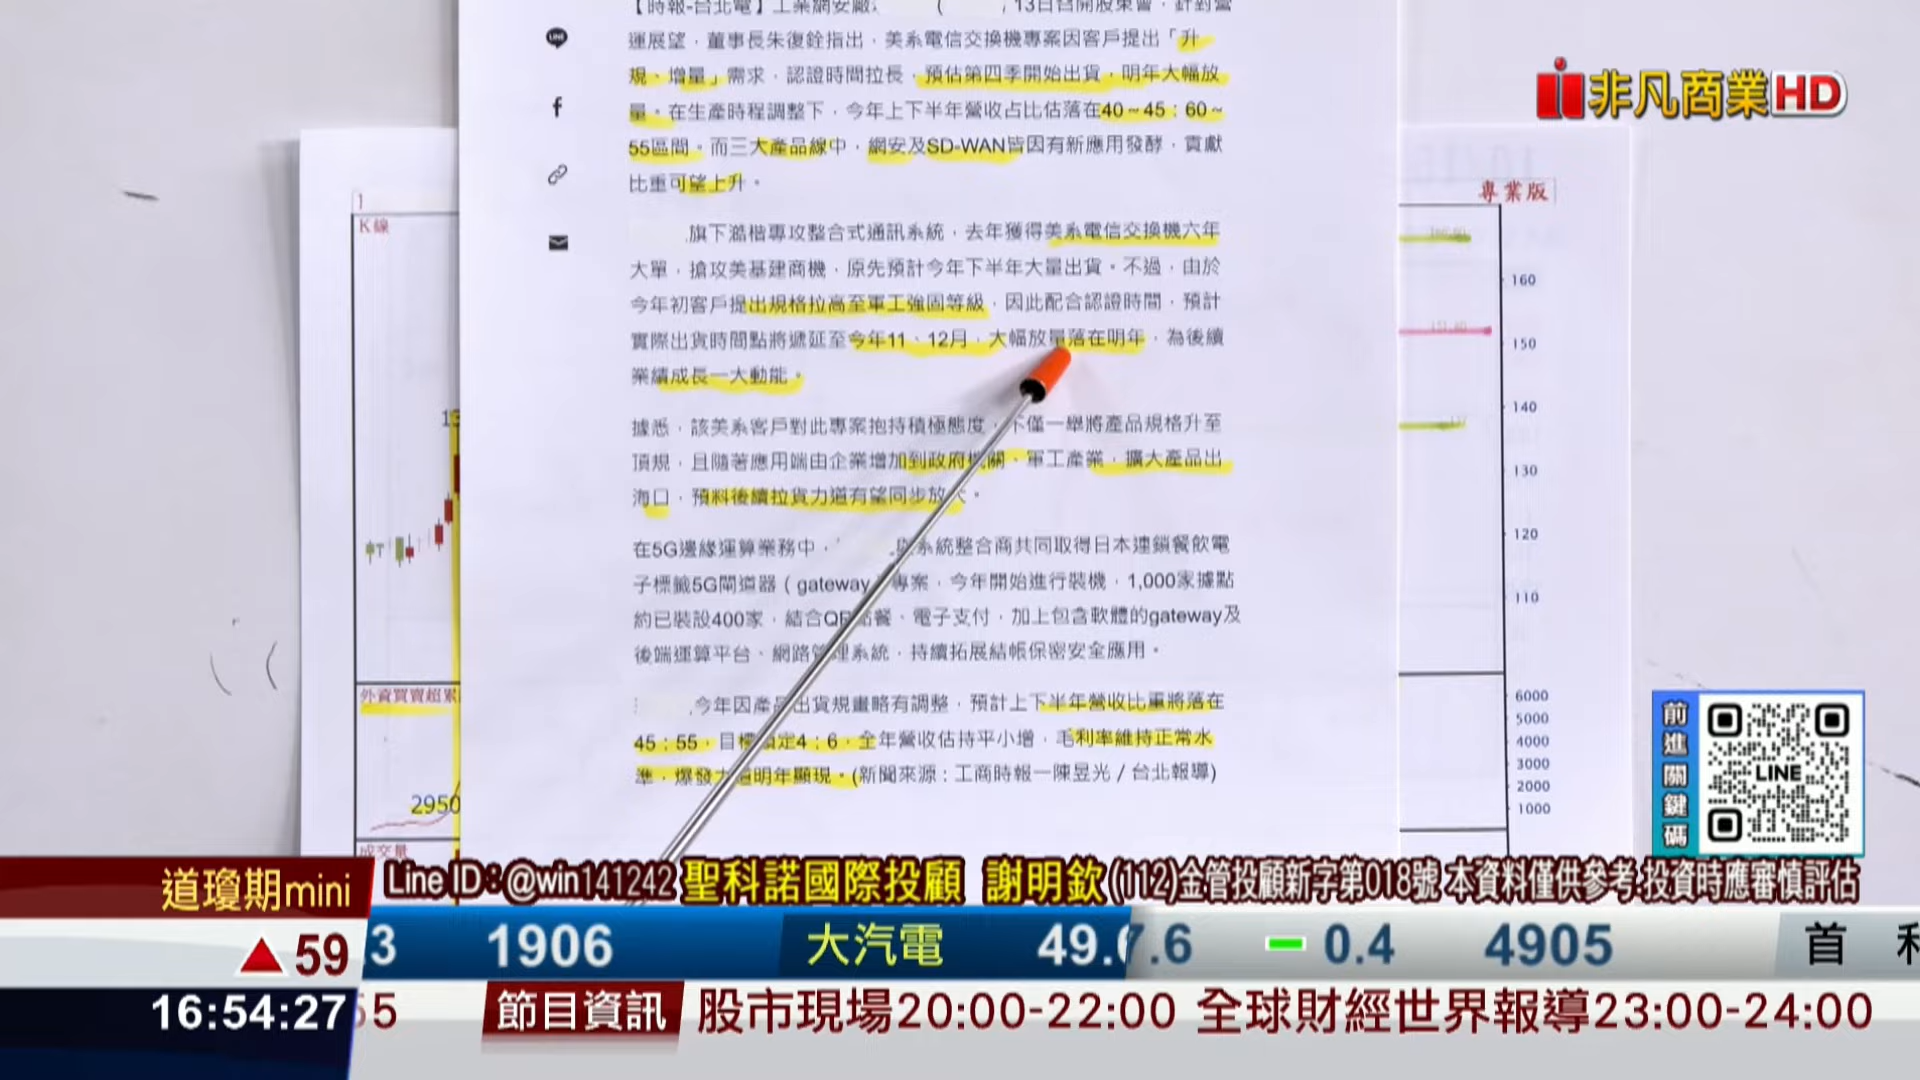 【時報-台北電】工業網安廠 ( , 13日召開股東會，針對營
運展望，董事長朱復銓指出，美系電信交換機專案因客戶提出「升
規、增量」需求，認證時間拉長，預估第四季開始出貨，明年大幅放
量。在生產時程調整下，今年上下半年營收占比估落在40～45：60～
55區間。而三大產品線中，網安及SD-WAN皆因有新應用發酵，貢獻
比重可望上升。
旗下瀚楷專攻整合式通訊系統，去年獲得美系電信交換機六年
大單，搶攻美基建商機，原先預計今年下半年大量出貨。不過，由於
今年初客戶提出規格拉高至軍工強固等級，因此配合認證時間，預計
實際出貨時間點將遞延至今年11、12月，大幅放量落在明年，為後續
業績成長一大動能。
據悉，該美系客戶對此專案抱持積極態度，不僅一舉將產品規格升至
頂規，且隨著應用端由企業增加到政府機關、軍工產業，擴大產品出
海口，預料後續拉貨力道有望同步放大。
在5G邊緣運算業務中， 與系統整合商共同取得日本連鎖餐飲電
子標籤5G閘道器（gateway）專案，今年開始進行裝機，1,000家據點
約已裝設400家，結合QR點餐、電子支付，加上包含軟體的gateway及
後端運算平台、網路管理系統，持續拓展結帳保密安全應用。
今年因產品出貨規畫略有調整，預計上下半年營收比重將落在
45：55，目標鎖定4：6，全年營收估持平小增，毛利率維持正常水
準，爆發力道明年顯現。(新聞來源：工商時報一陳昱光／台北報導)
非凡商業HD
專業版
160
150
140
130
120
110
6000
5000
4000
3000
2000
1000
1
K線
外資買賣超累
2950
成交量
前進關鍵碼
LINE
道瓊期mini
Line ID：@win141242 聖科諾國際投顧 謝明欽 (112)金管投顧新字第018號 本資料僅供參考.投資時應審慎評估
▲59
3 1906 大汽電 49. 7.6 0.4 4905 首
16:54:27
節目資訊 股市現場20:00-22:00 全球財經世界報導23:00-24:00